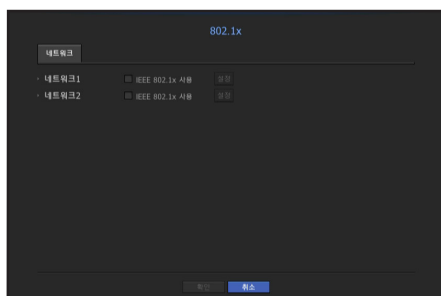 802.1x
네트워크
네트워크1 IEEE 802.1x 사용 설정
네트워크2 IEEE 802.1x 사용 설정
확인 취소